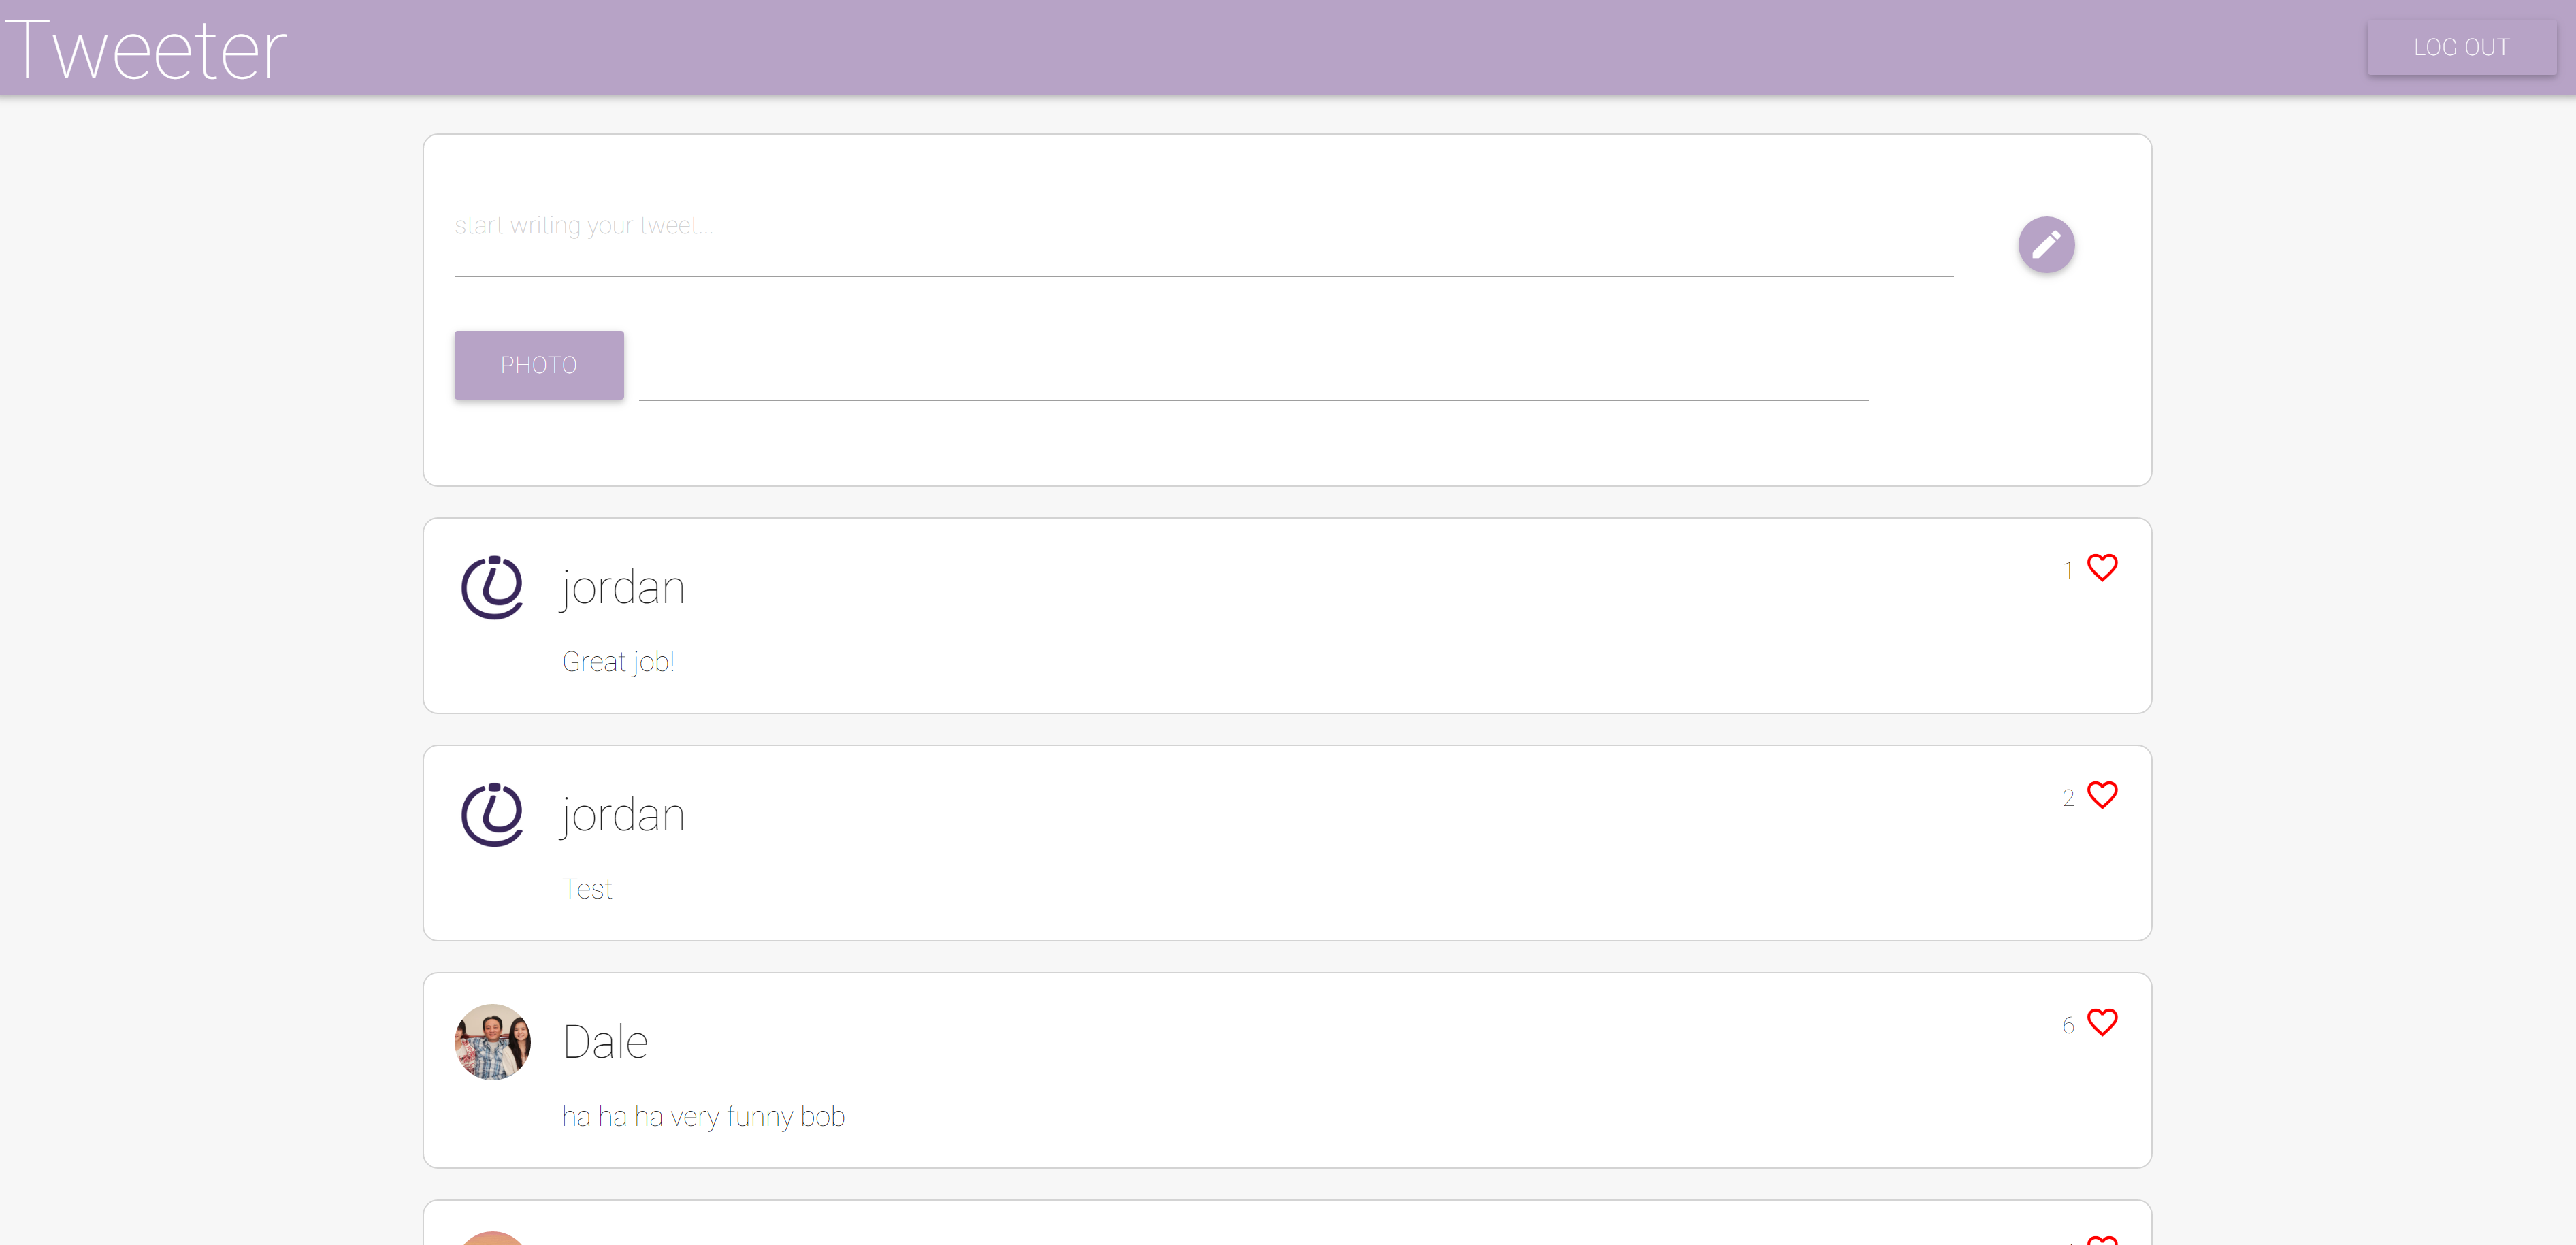 Tweeter
LOG OUT
start writing your tweet...
PHOTO
jordan
1
Great job!
jordan
2
Test
Dale
6
ha ha ha very funny bob